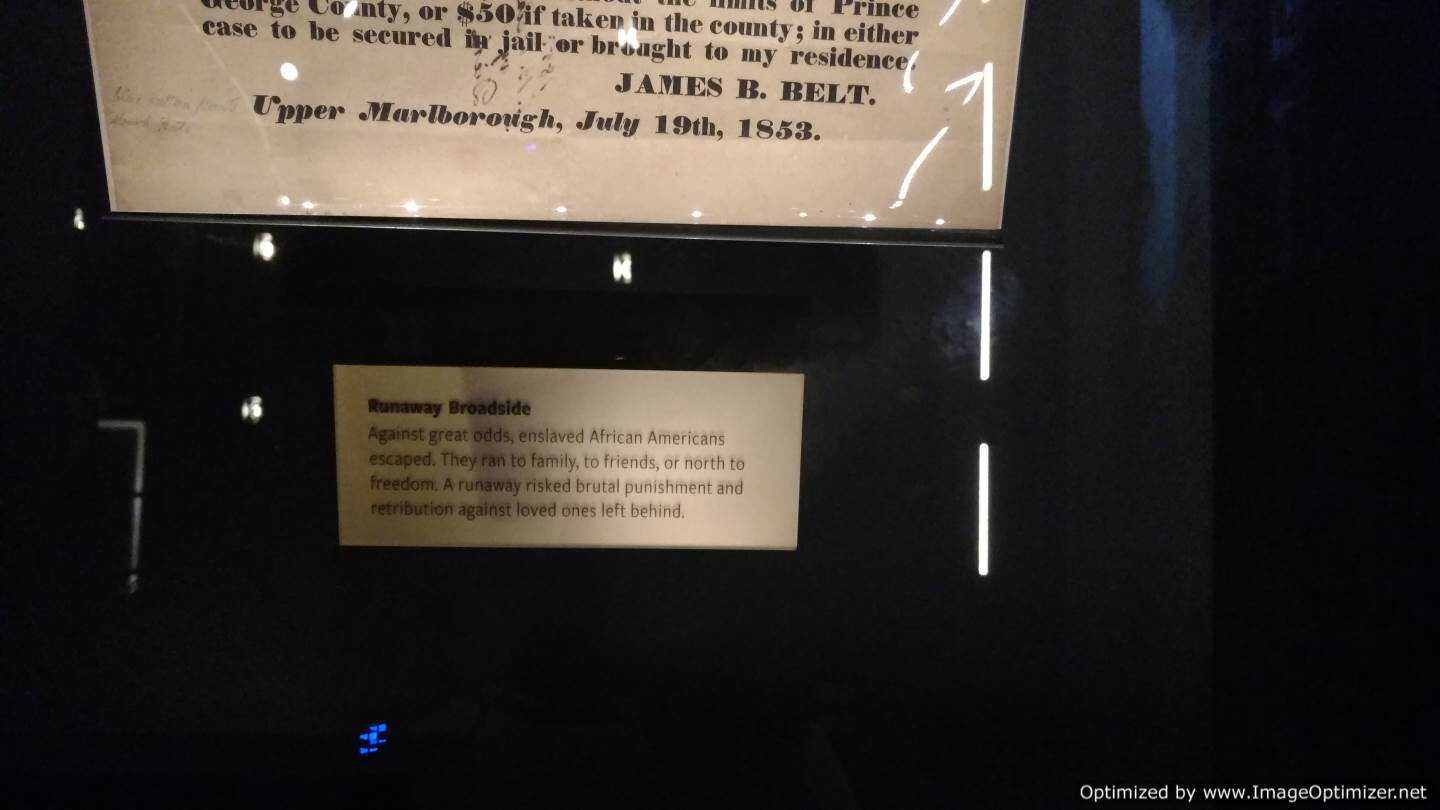 the limits of Prince
George County, or $50 if taken in the county; in either
case to be secured in jail or brought to my residence.
JAMES B. BELT.
Upper Marlborough, July 19th, 1853.
Runaway Broadside
Against great odds, enslaved African Americans
escaped. They ran to family, to friends, or north to
freedom. A runaway risked brutal punishment and
retribution against loved ones left behind.
Optimized by www.ImageOptimizer.net